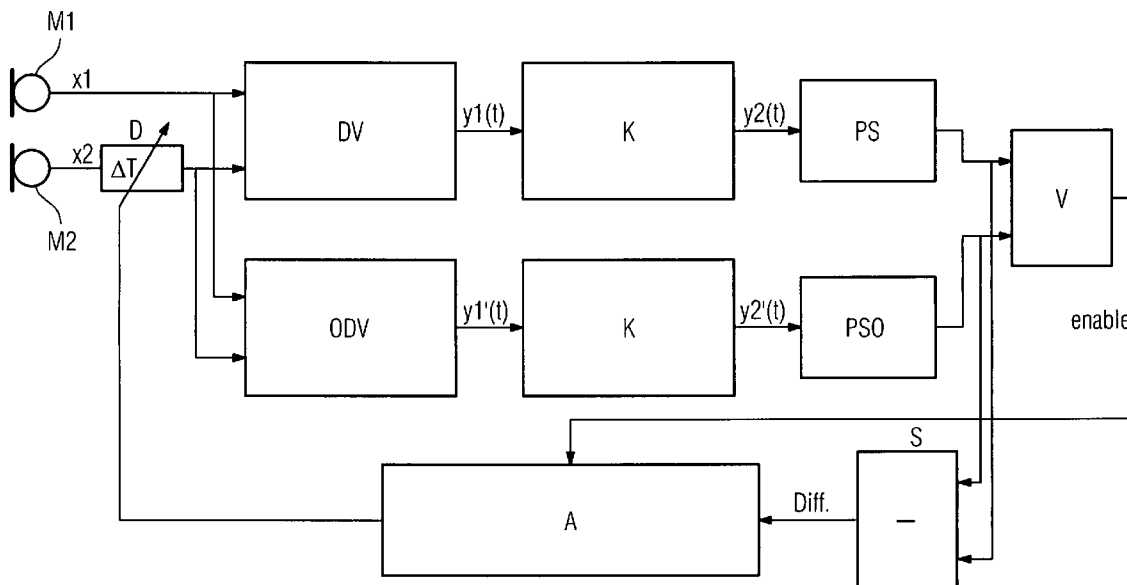 M1
x1
DV
y1(t)
K
y2(t)
PS
D
x2
ΔT
V
M2
ODV
y1'(t)
K
y2'(t)
PSO
enable
S
A
Diff.
–